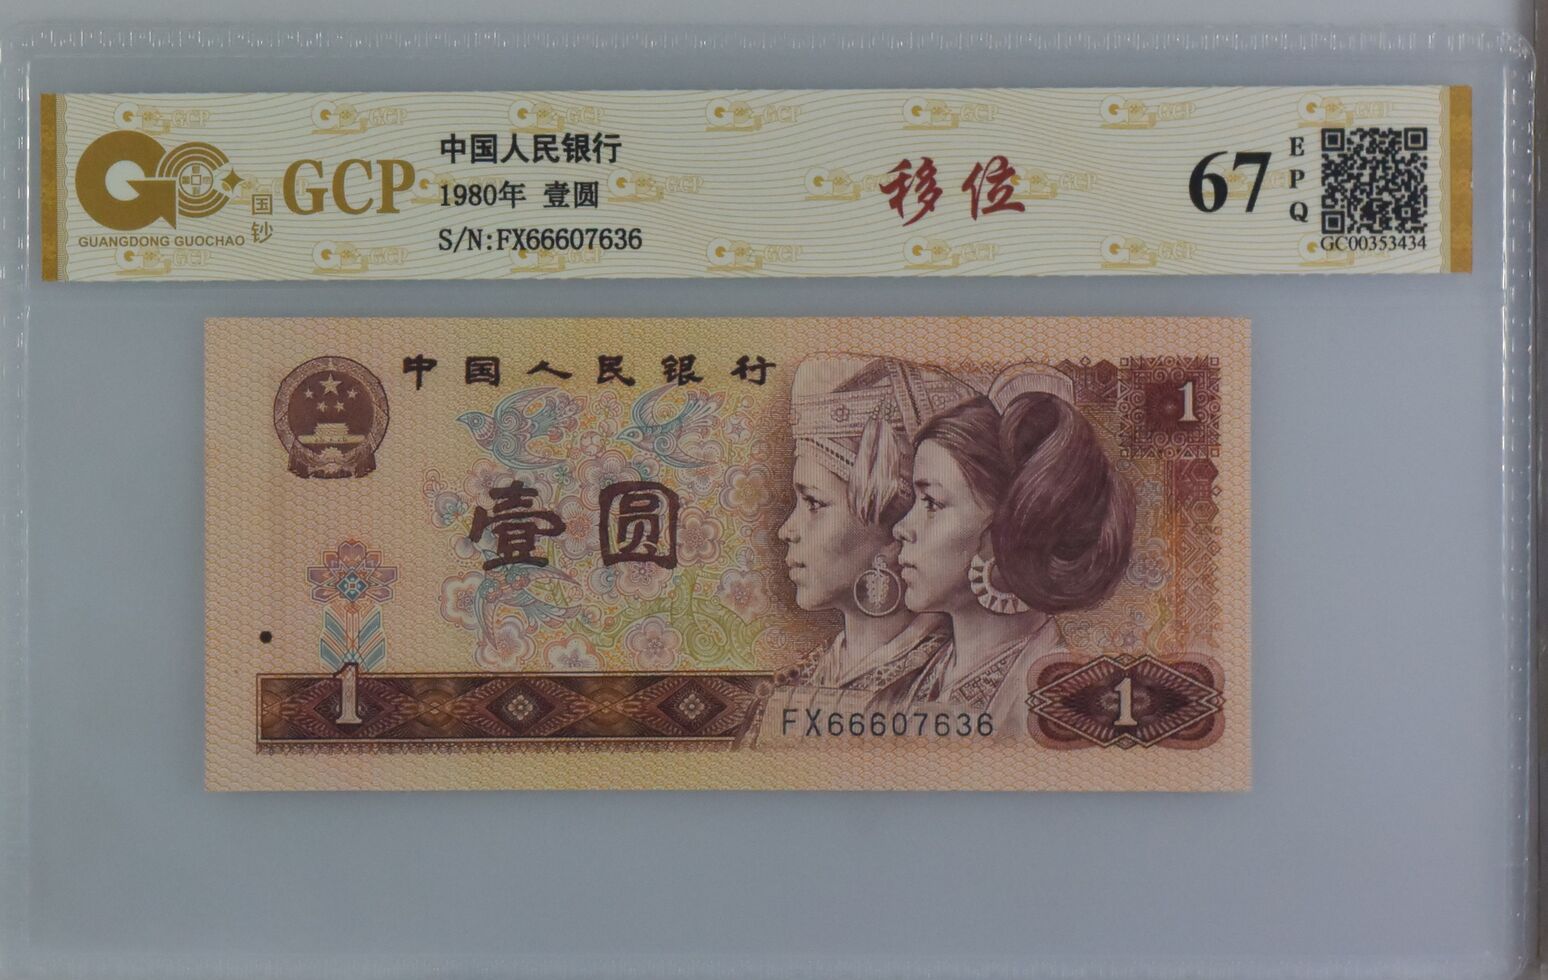 GCP
国钞
GUANGDONG GUOCHAO
中国人民银行
1980年 壹圆
S/N:FX66607636
移位
67
EPQ
GC00353434
中国人民银行
1
壹圆
1
FX66607636
1